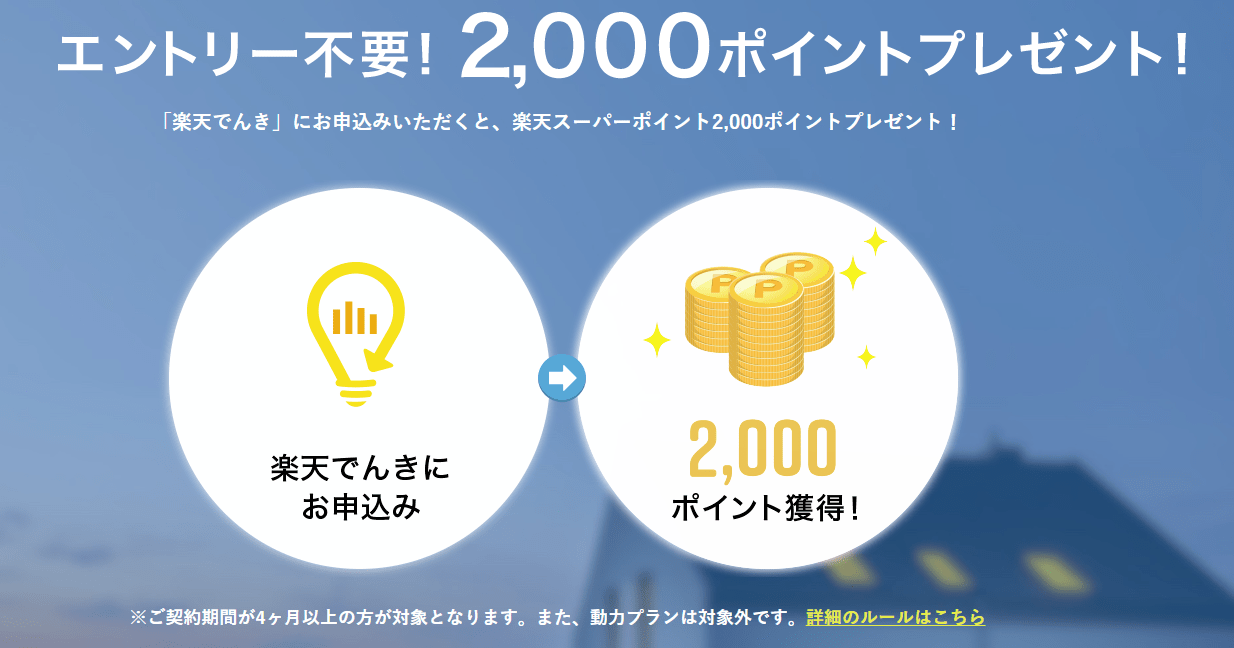 エントリー不要！2,000ポイントプレゼント！
「楽天でんき」にお申込みいただくと、楽天スーパーポイント2,000ポイントプレゼント！
P P P
楽天でんきに
お申込み
2,000
ポイント獲得！
※ご契約期間が4ヶ月以上の方が対象となります。また、動力プランは対象外です。詳細のルールはこちら